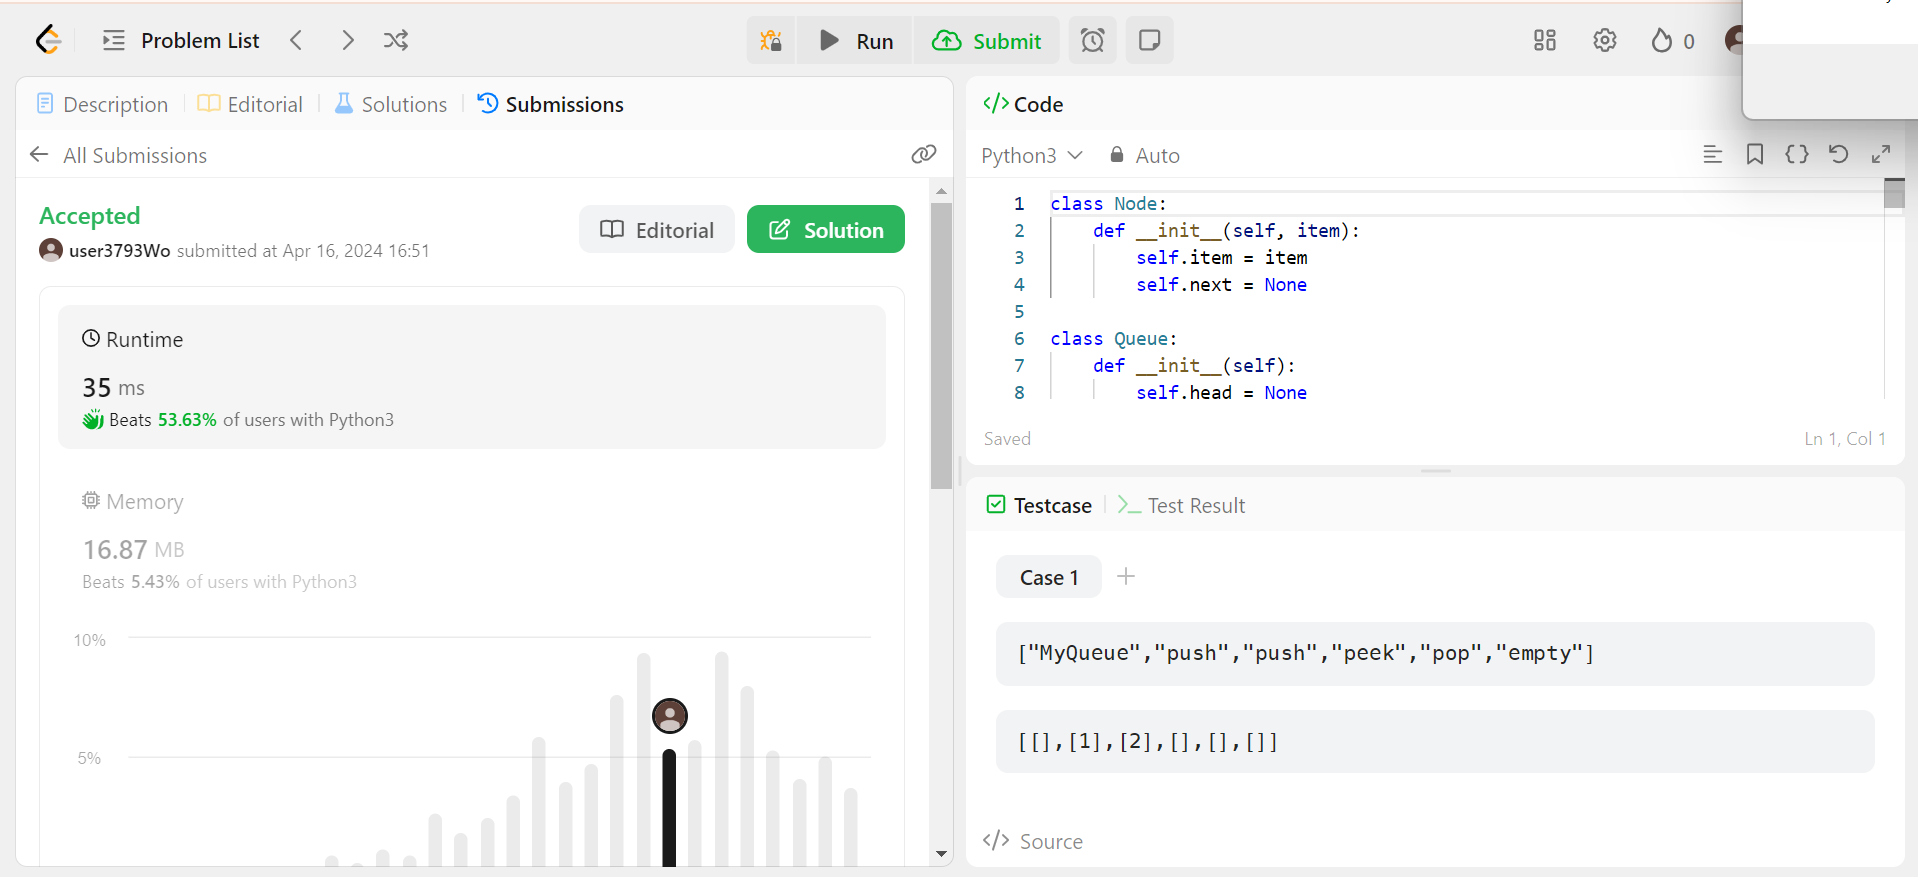 Problem List
Run
Submit
0
Description
Editorial
Solutions
Submissions
All Submissions
Accepted
user3793Wo submitted at Apr 16, 2024 16:51
Editorial
Solution
Runtime
35 ms
Beats 53.63% of users with Python3
Memory
16.87 MB
Beats 5.43% of users with Python3
10%
5%
</> Code
Python3
Auto
1 class Node:
2     def __init__(self, item):
3         self.item = item
4         self.next = None
5
6 class Queue:
7     def __init__(self):
8         self.head = None
Saved
Ln 1, Col 1
Testcase
Test Result
Case 1
["MyQueue","push","push","peek","pop","empty"]
[[],[1],[2],[],[],[]]
</> Source